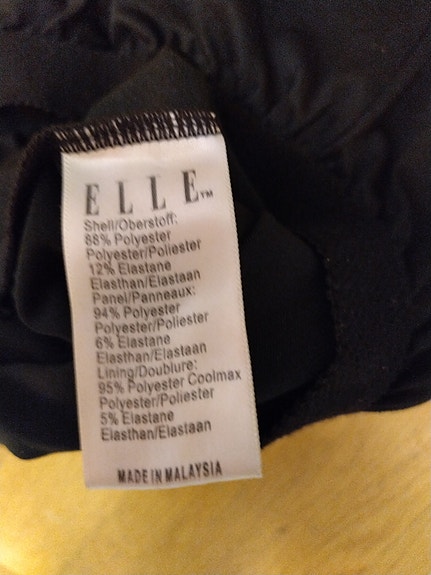 ELLE™
Shell/Oberstoff:
88% Polyester
Polyester/Poliester
12% Elastane
Elasthan/Elastaan
Panel/Panneaux:
94% Polyester
Polyester/Poliester
6% Elastane
Elasthan/Elastaan
Lining/Doublure:
95% Polyester Coolmax
Polyester/Poliester
5% Elastane
Elasthan/Elastaan
MADE IN MALAYSIA